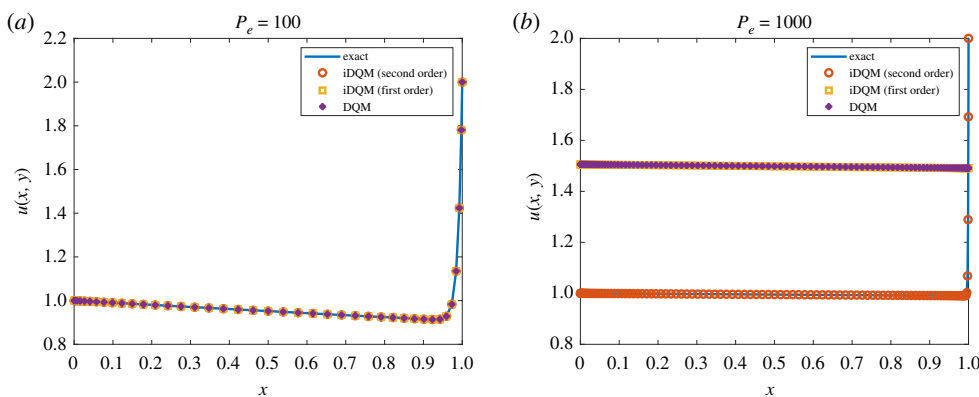 (a)
P_e = 100
2.2
2.0
1.8
1.6
1.4
1.2
1.0
0.8
u(x, y)
exact
iDQM (second order)
iDQM (first order)
DQM
0 0.1 0.2 0.3 0.4 0.5 0.6 0.7 0.8 0.9 1.0
x
(b)
P_e = 1000
2.0
1.8
1.6
1.4
1.2
1.0
0.8
u(x, y)
exact
iDQM (second order)
iDQM (first order)
DQM
0 0.1 0.2 0.3 0.4 0.5 0.6 0.7 0.8 0.9 1.0
x